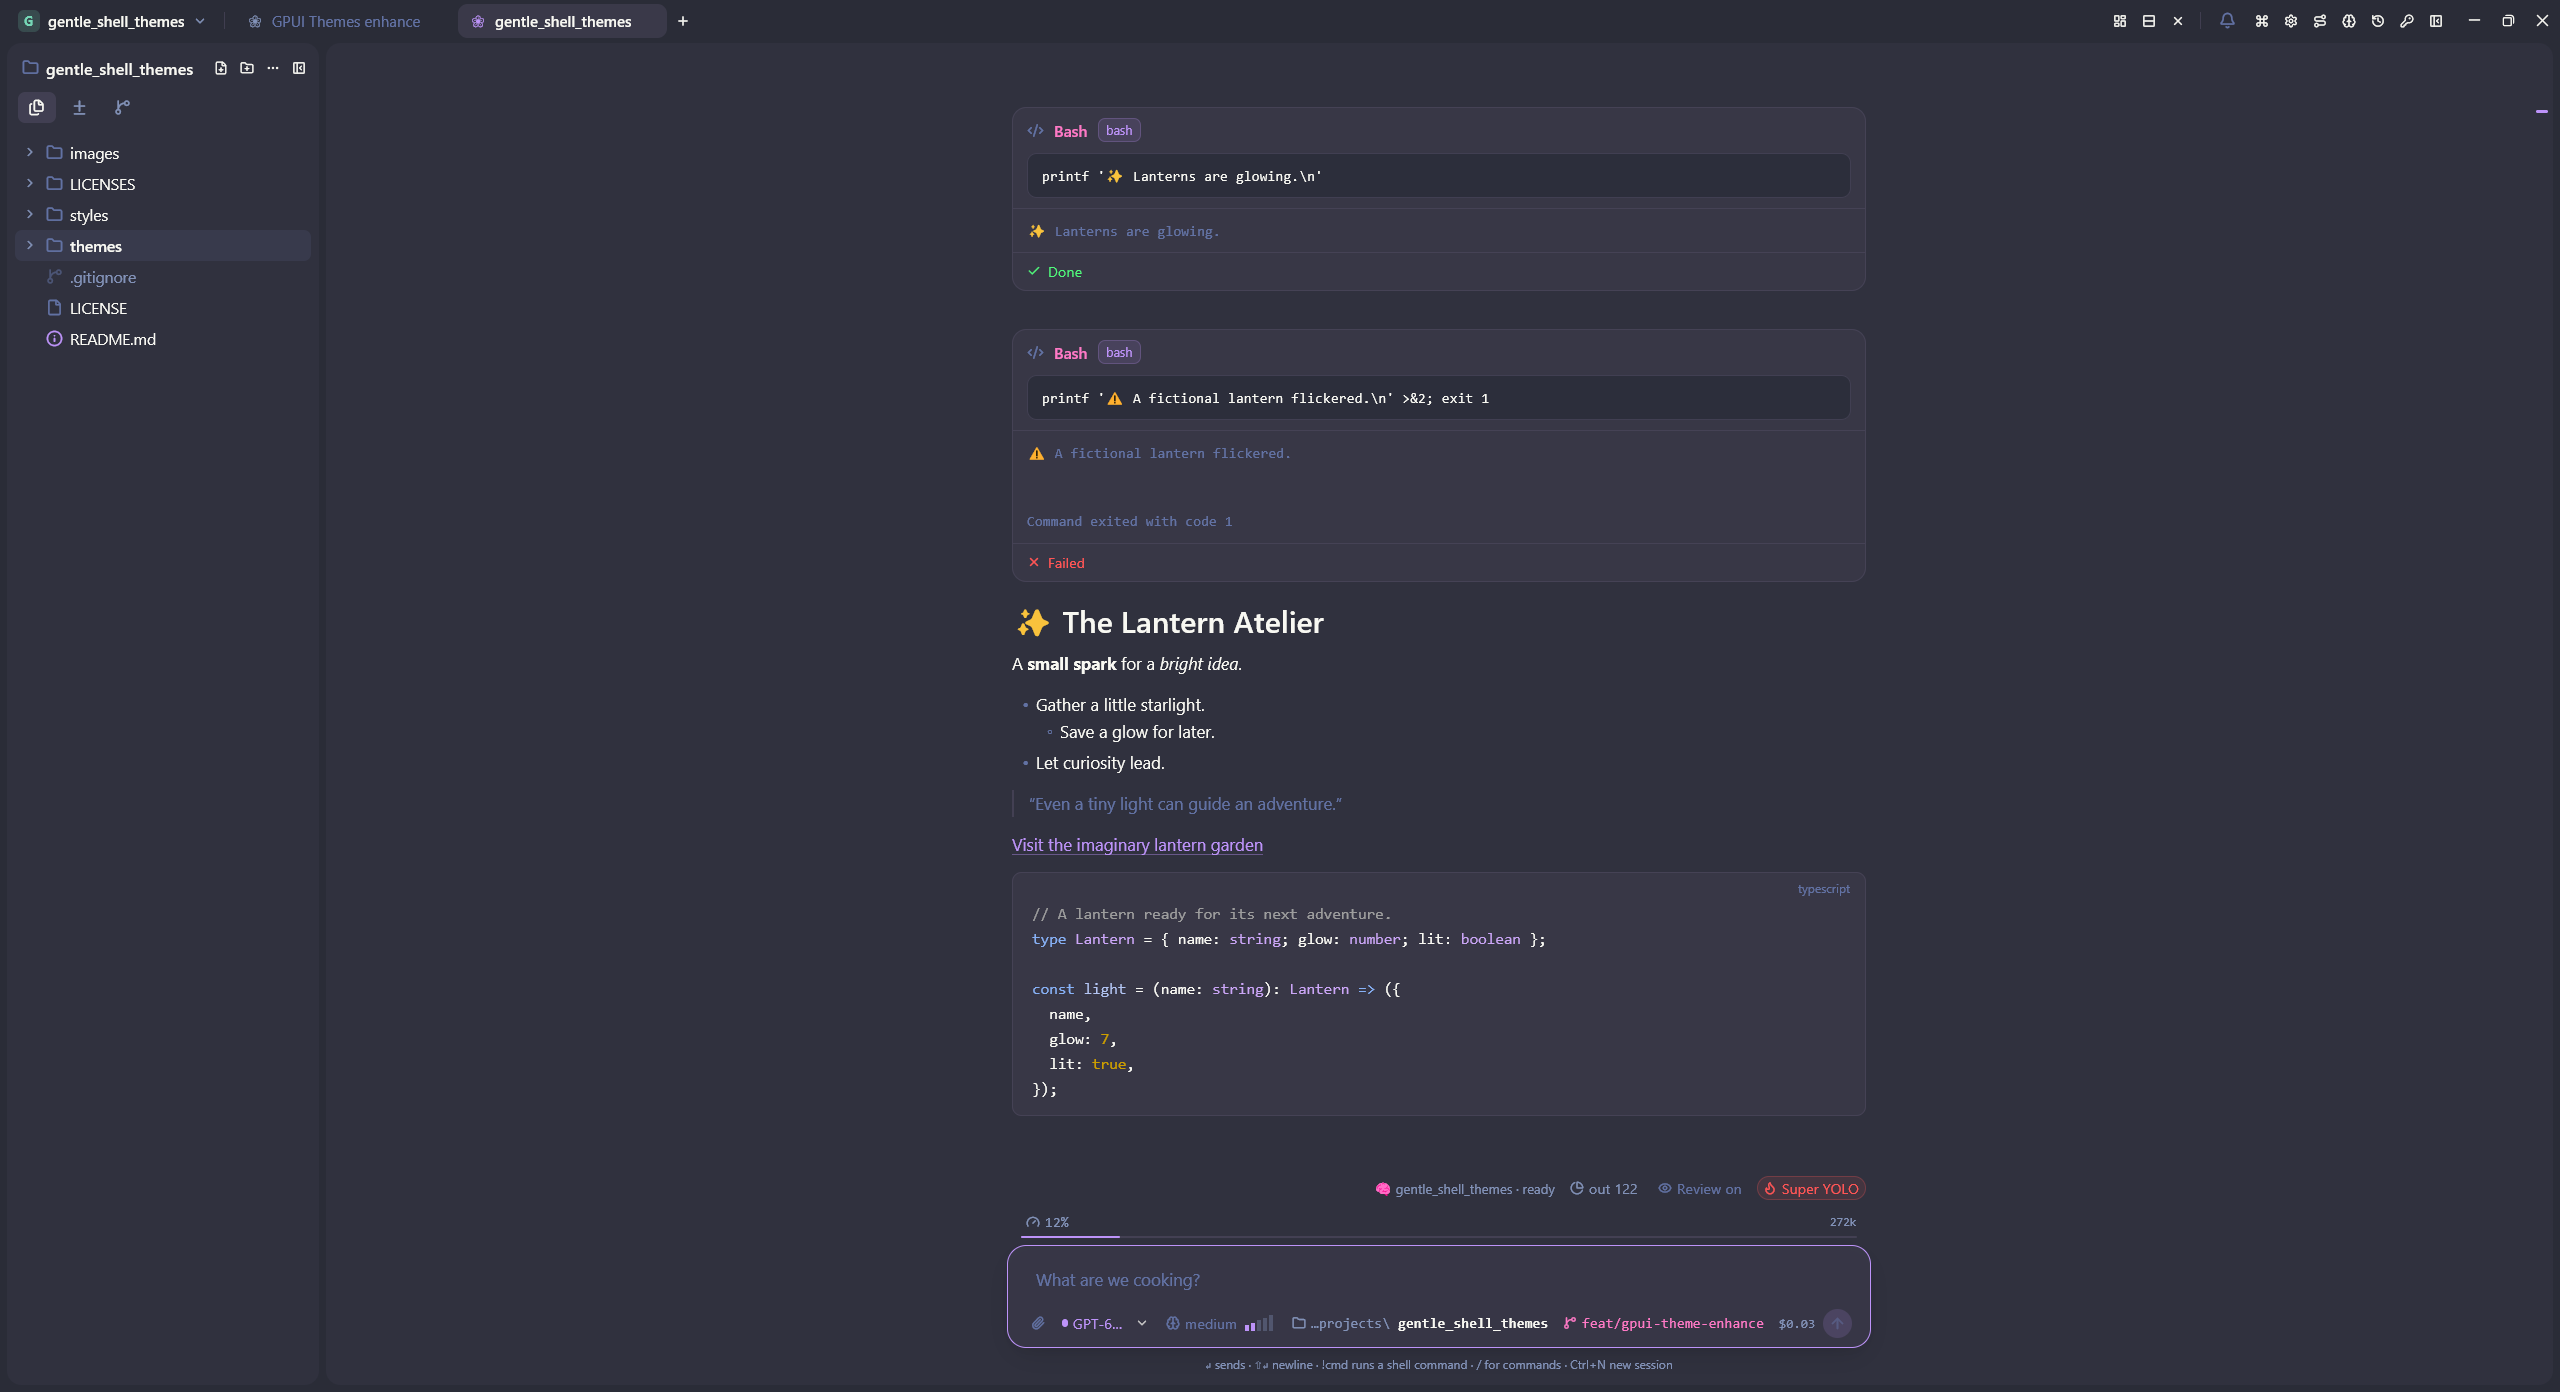 G gentle_shell_themes
GPUI Themes enhance
gentle_shell_themes
gentle_shell_themes
images
LICENSES
styles
themes
.gitignore
LICENSE
README.md
Bash bash
printf '✨ Lanterns are glowing.\n'
✨ Lanterns are glowing.
Done
Bash bash
printf '⚠️ A fictional lantern flickered.\n' >&2; exit 1
⚠️ A fictional lantern flickered.
Command exited with code 1
Failed
✨ The Lantern Atelier
A small spark for a bright idea.
• Gather a little starlight.
◦ Save a glow for later.
• Let curiosity lead.
“Even a tiny light can guide an adventure.”
Visit the imaginary lantern garden
typescript
// A lantern ready for its next adventure.
type Lantern = { name: string; glow: number; lit: boolean };
const light = (name: string): Lantern => ({
name,
glow: 7,
lit: true,
});
gentle_shell_themes · ready out 122 Review on Super YOLO
12% 272k
What are we cooking?
GPT-6... medium …projects\ gentle_shell_themes feat/gpui-theme-enhance $0.03
↲ sends · ⇧↲ newline · !cmd runs a shell command · / for commands · Ctrl+N new session